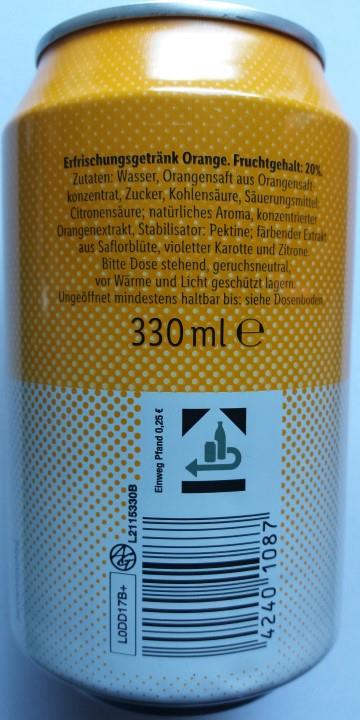 Erfrischungsgetränk Orange. Fruchtgehalt: 20%.
Zutaten: Wasser, Orangensaft aus Orangensaft-
konzentrat, Zucker, Kohlensäure, Säuerungsmittel:
Citronensäure; natürliches Aroma, konzentrierter
Orangenextrakt, Stabilisator: Pektine; färbender Extrakt
aus Saflorblüte, violetter Karotte und Zitrone.
Bitte Dose stehend, geruchsneutral,
vor Wärme und Licht geschützt lagern.
Ungeöffnet mindestens haltbar bis: siehe Dosenboden.
330 ml e
Einweg Pfand 0,25 €
L2115330B
L0DD17B+
4240 1087